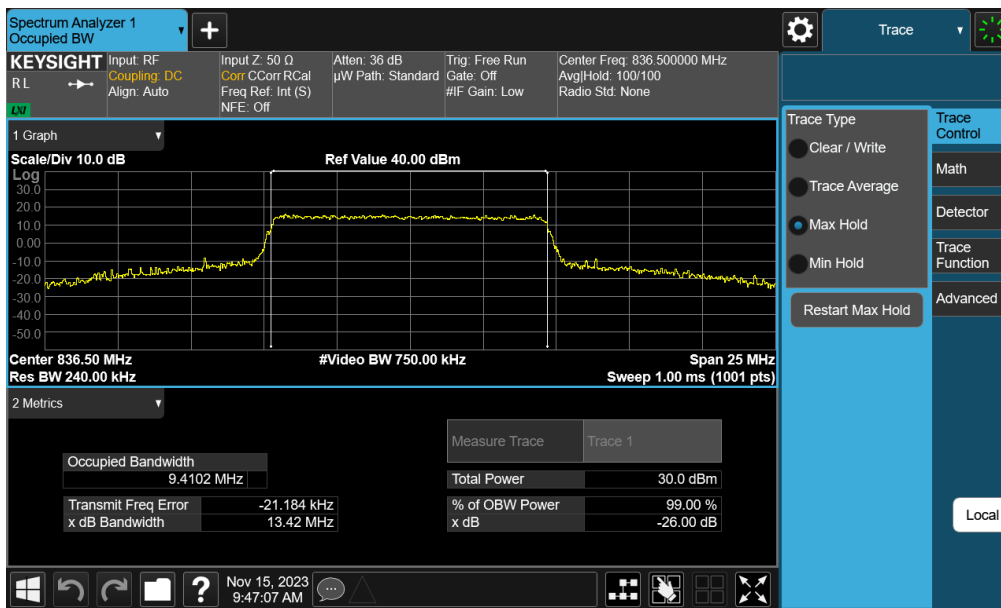 Spectrum Analyzer 1
Occupied BW
Trace
KEYSIGHT
R L
LXI
Input: RF
Coupling: DC
Align: Auto
Input Z: 50 Ω
Corr CCorr RCal
Freq Ref: Int (S)
NFE: Off
Atten: 36 dB
µW Path: Standard
Trig: Free Run
Gate: Off
#IF Gain: Low
Center Freq: 836.500000 MHz
Avg|Hold: 100/100
Radio Std: None
1 Graph
Scale/Div 10.0 dB
Ref Value 40.00 dBm
Log
30.0
20.0
10.0
0.00
-10.0
-20.0
-30.0
-40.0
-50.0
Center 836.50 MHz
#Video BW 750.00 kHz
Span 25 MHz
Res BW 240.00 kHz
Sweep 1.00 ms (1001 pts)
2 Metrics
Measure Trace Trace 1
Occupied Bandwidth
9.4102 MHz
Total Power 30.0 dBm
Transmit Freq Error -21.184 kHz
% of OBW Power 99.00 %
x dB Bandwidth 13.42 MHz
x dB -26.00 dB
Trace Type
Clear / Write
Trace Average
Max Hold
Min Hold
Restart Max Hold
Trace
Control
Math
Detector
Trace
Function
Advanced
Local
?
Nov 15, 2023
9:47:07 AM